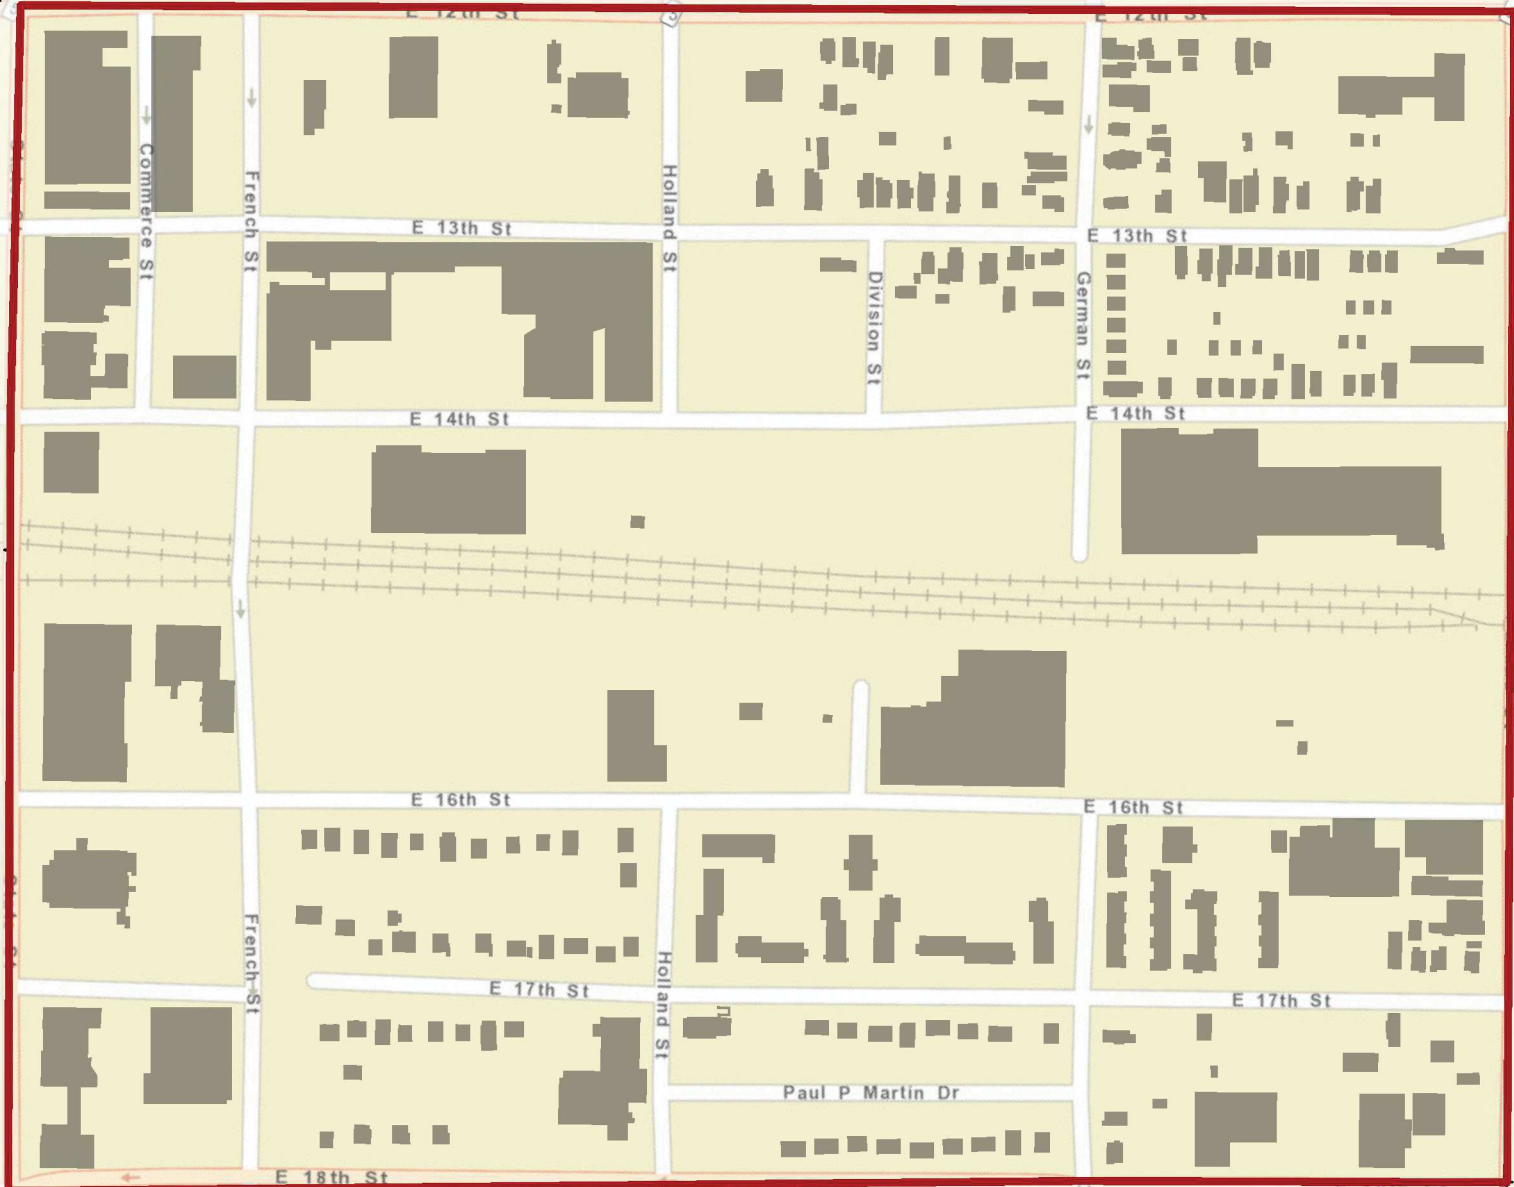 E 12th St
E 12th St
3
Commerce St
French St
Holland St
E 13th St
E 13th St
Division St
German St
E 14th St
E 14th St
E 16th St
E 16th St
French St
Holland St
E 17th St
E 17th St
Paul P Martin Dr
E 18th St